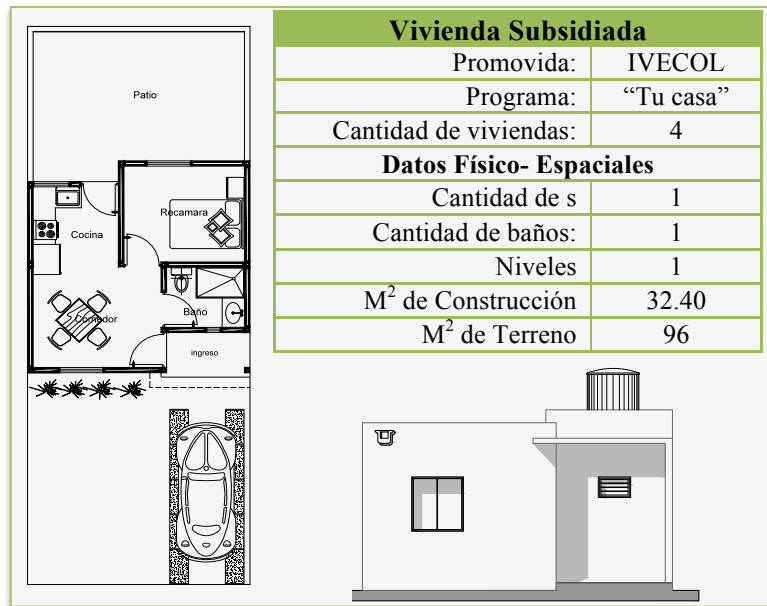 Patio
Recamara
Cocina
Comedor
Baño
ingreso
Vivienda Subsidiada
Promovida: IVECOL
Programa: “Tu casa”
Cantidad de viviendas: 4
Datos Físico- Espaciales
Cantidad de s 1
Cantidad de baños: 1
Niveles 1
M² de Construcción 32.40
M² de Terreno 96